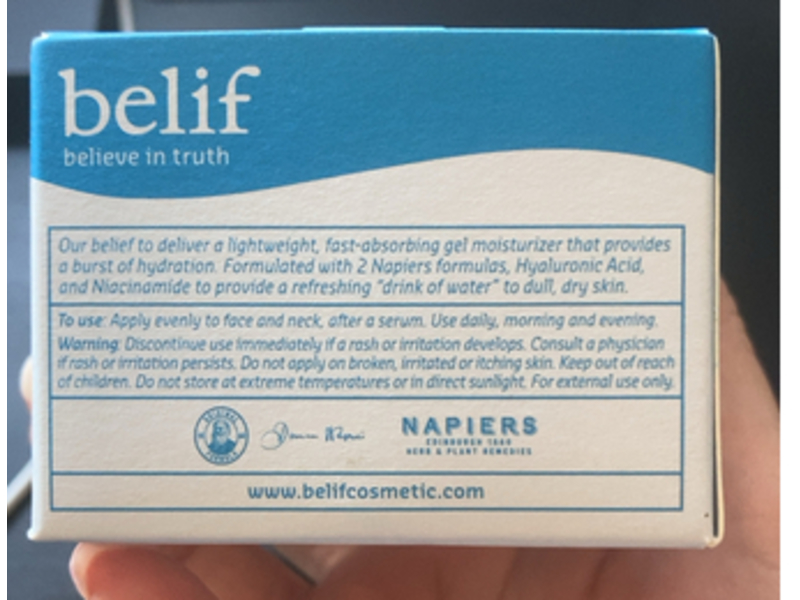 belif
believe in truth
Our belief to deliver a lightweight, fast-absorbing gel moisturizer that provides
a burst of hydration. Formulated with 2 Napiers formulas, Hyaluronic Acid,
and Niacinamide to provide a refreshing "drink of water" to dull, dry skin.
To use: Apply evenly to face and neck, after a serum. Use daily, morning and evening.
Warning: Discontinue use immediately if a rash or irritation develops. Consult a physician
if rash or irritation persists. Do not apply on broken, irritated or itching skin. Keep out of reach
of children. Do not store at extreme temperatures or in direct sunlight. For external use only.
ORIGINAL
FORMULA
NAPIERS
EDINBURGH 1860
HERB & PLANT REMEDIES
www.belifcosmetic.com